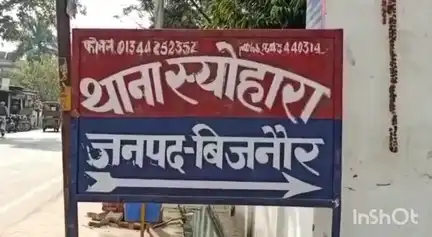 फोन नं. 01344 252352
थाना स्योहारा
जनपद-बिजनौर
InShOt